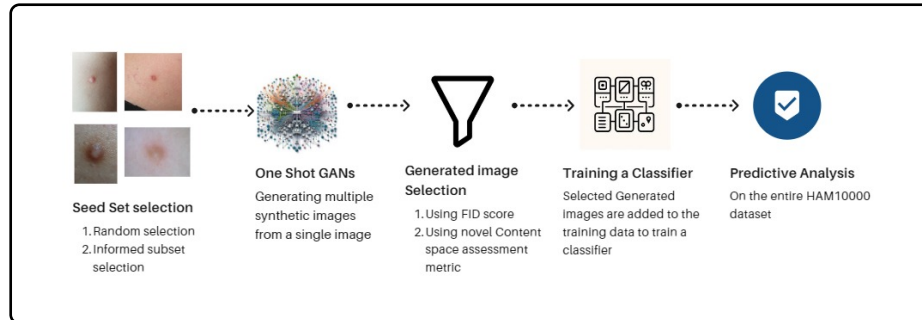 Seed Set selection
1. Random selection
2. Informed subset
selection
One Shot GANs
Generating multiple
synthetic images
from a single image
Generated image
Selection
1. Using FID score
2. Using novel Content
space assessment
metric
Training a Classifier
Selected Generated
images are added to the
training data to train a
classifier
Predictive Analysis
On the entire HAM10000
dataset